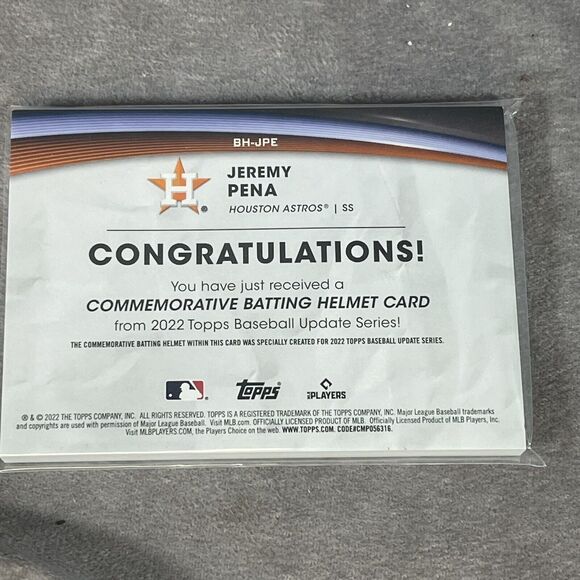 BH-JPE
JEREMY
PENA
HOUSTON ASTROS® | SS
H
®
CONGRATULATIONS!
You have just received a
COMMEMORATIVE BATTING HELMET CARD
from 2022 Topps Baseball Update Series!
THE COMMEMORATIVE BATTING HELMET WITHIN THIS CARD WAS SPECIALLY CREATED FOR 2022 TOPPS BASEBALL UPDATE SERIES.
topps
PLAYERS
® & © 2022 THE TOPPS COMPANY, INC. ALL RIGHTS RESERVED. TOPPS IS A REGISTERED TRADEMARK OF THE TOPPS COMPANY, INC. Major League Baseball trademarks
and copyrights are used with permission of Major League Baseball. Visit MLB.com. OFFICIALLY LICENSED PRODUCT OF MLB. Officially Licensed Product of MLB Players, Inc.
Visit MLBPLAYERS.COM, the Players Choice on the web. WWW.TOPPS.COM. CODE#CMP056316.